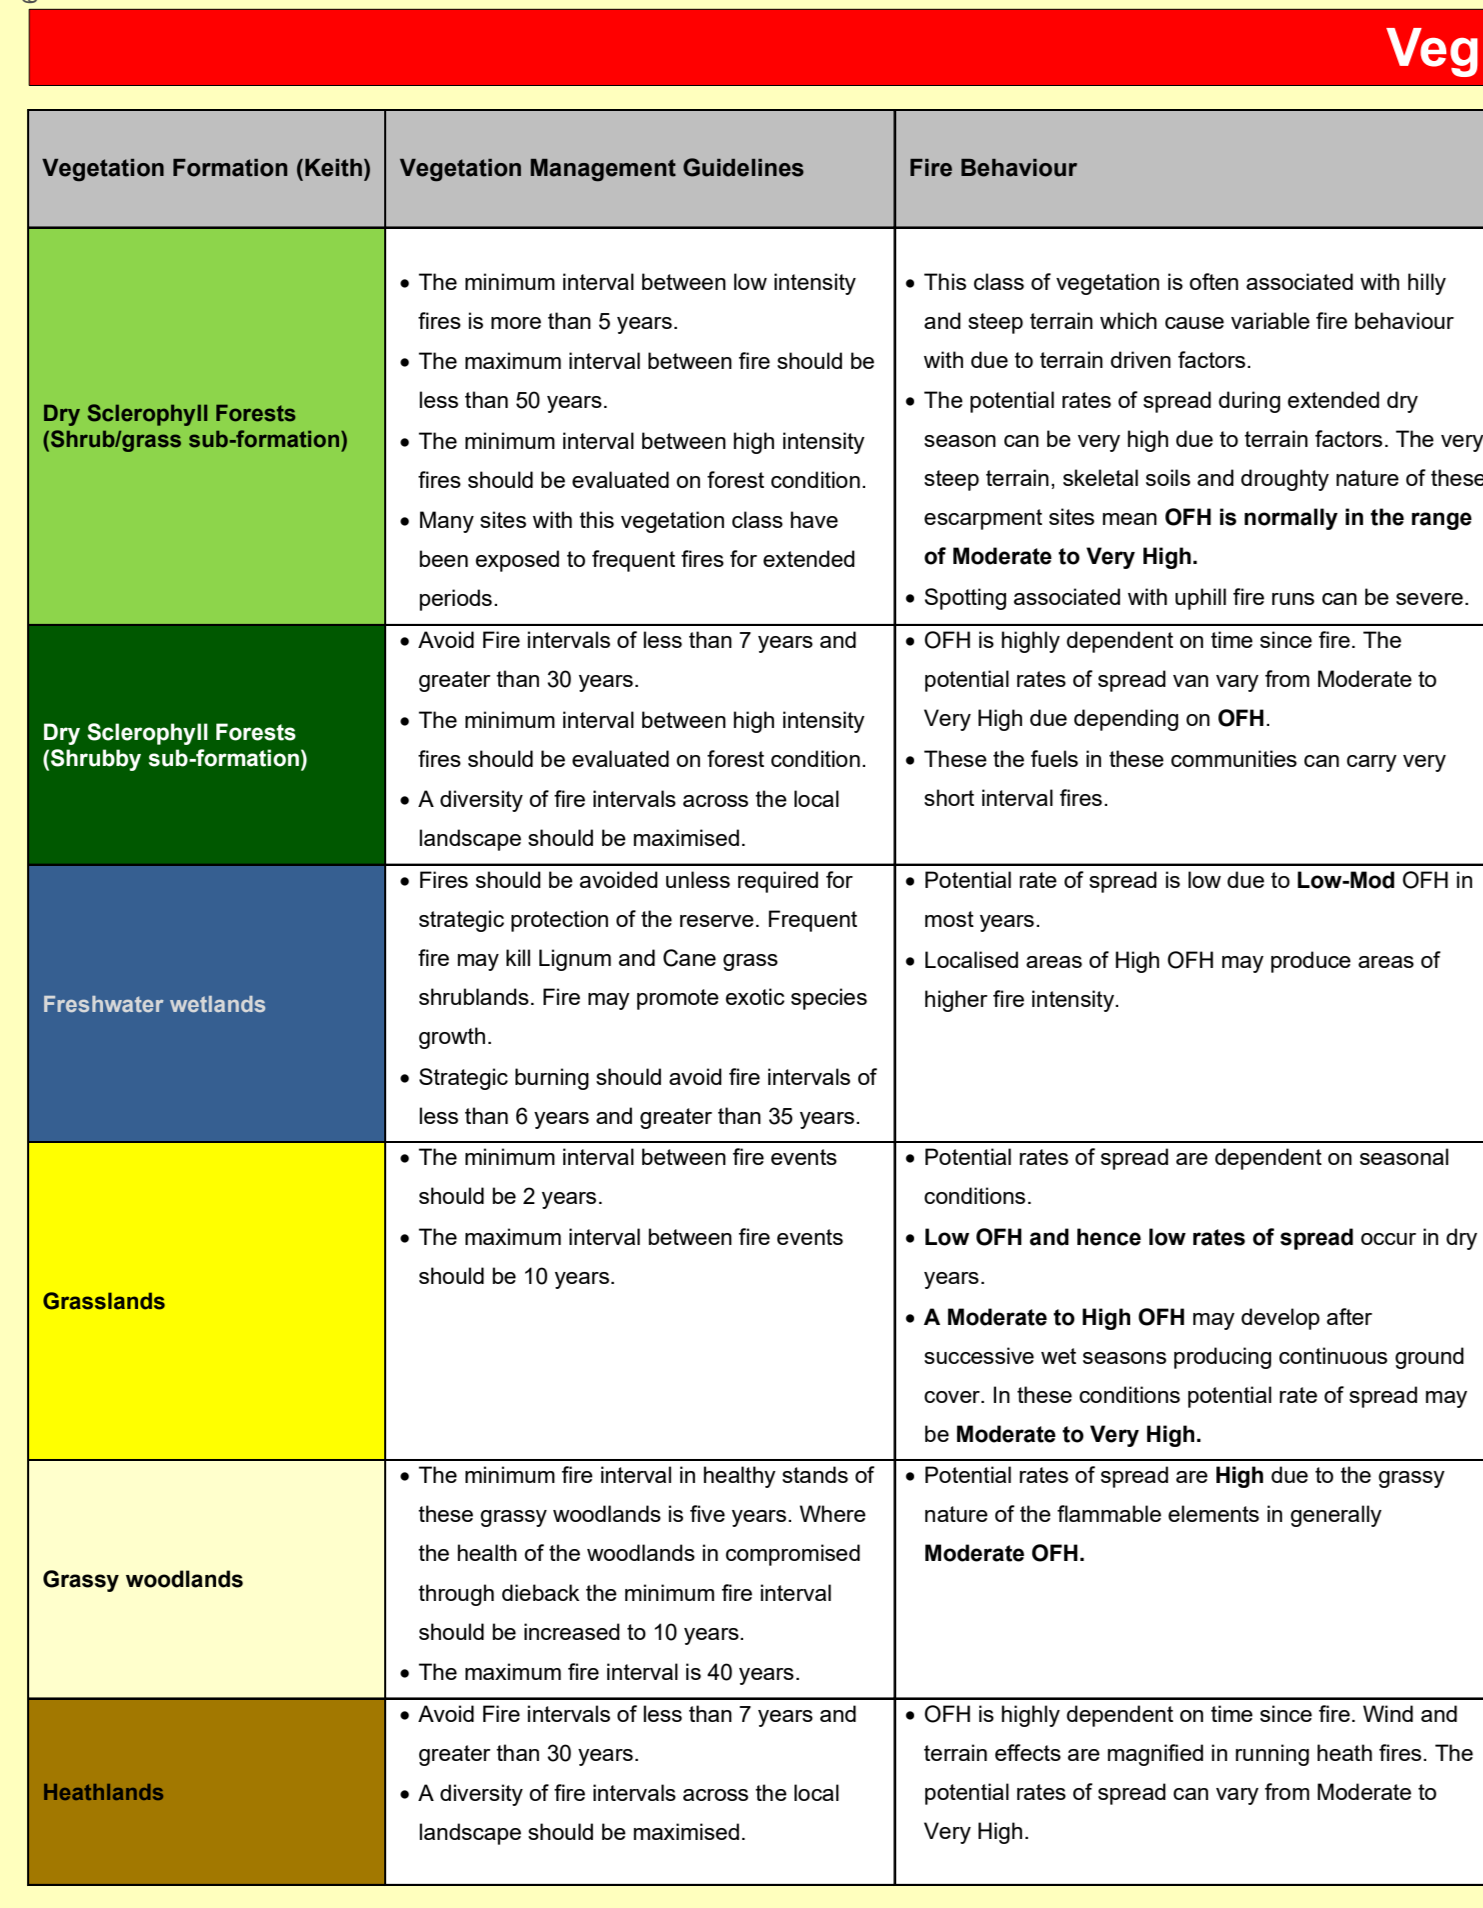 Veg
Vegetation Formation (Keith)
Vegetation Management Guidelines
Fire Behaviour
Dry Sclerophyll Forests
(Shrub/grass sub-formation)
• The minimum interval between low intensity
fires is more than 5 years.
• The maximum interval between fire should be
less than 50 years.
• The minimum interval between high intensity
fires should be evaluated on forest condition.
• Many sites with this vegetation class have
been exposed to frequent fires for extended
periods.
• This class of vegetation is often associated with hilly
and steep terrain which cause variable fire behaviour
with due to terrain driven factors.
• The potential rates of spread during extended dry
season can be very high due to terrain factors. The very
steep terrain, skeletal soils and droughty nature of these
escarpment sites mean OFH is normally in the range
of Moderate to Very High.
• Spotting associated with uphill fire runs can be severe.
Dry Sclerophyll Forests
(Shrubby sub-formation)
• Avoid Fire intervals of less than 7 years and
greater than 30 years.
• The minimum interval between high intensity
fires should be evaluated on forest condition.
• A diversity of fire intervals across the local
landscape should be maximised.
• OFH is highly dependent on time since fire. The
potential rates of spread van vary from Moderate to
Very High due depending on OFH.
• These the fuels in these communities can carry very
short interval fires.
Freshwater wetlands
• Fires should be avoided unless required for
strategic protection of the reserve. Frequent
fire may kill Lignum and Cane grass
shrublands. Fire may promote exotic species
growth.
• Strategic burning should avoid fire intervals of
less than 6 years and greater than 35 years.
• Potential rate of spread is low due to Low-Mod OFH in
most years.
• Localised areas of High OFH may produce areas of
higher fire intensity.
Grasslands
• The minimum interval between fire events
should be 2 years.
• The maximum interval between fire events
should be 10 years.
• Potential rates of spread are dependent on seasonal
conditions.
• Low OFH and hence low rates of spread occur in dry
years.
• A Moderate to High OFH may develop after
successive wet seasons producing continuous ground
cover. In these conditions potential rate of spread may
be Moderate to Very High.
Grassy woodlands
• The minimum fire interval in healthy stands of
these grassy woodlands is five years. Where
the health of the woodlands in compromised
through dieback the minimum fire interval
should be increased to 10 years.
• The maximum fire interval is 40 years.
• Potential rates of spread are High due to the grassy
nature of the flammable elements in generally
Moderate OFH.
Heathlands
• Avoid Fire intervals of less than 7 years and
greater than 30 years.
• A diversity of fire intervals across the local
landscape should be maximised.
• OFH is highly dependent on time since fire. Wind and
terrain effects are magnified in running heath fires. The
potential rates of spread can vary from Moderate to
Very High.